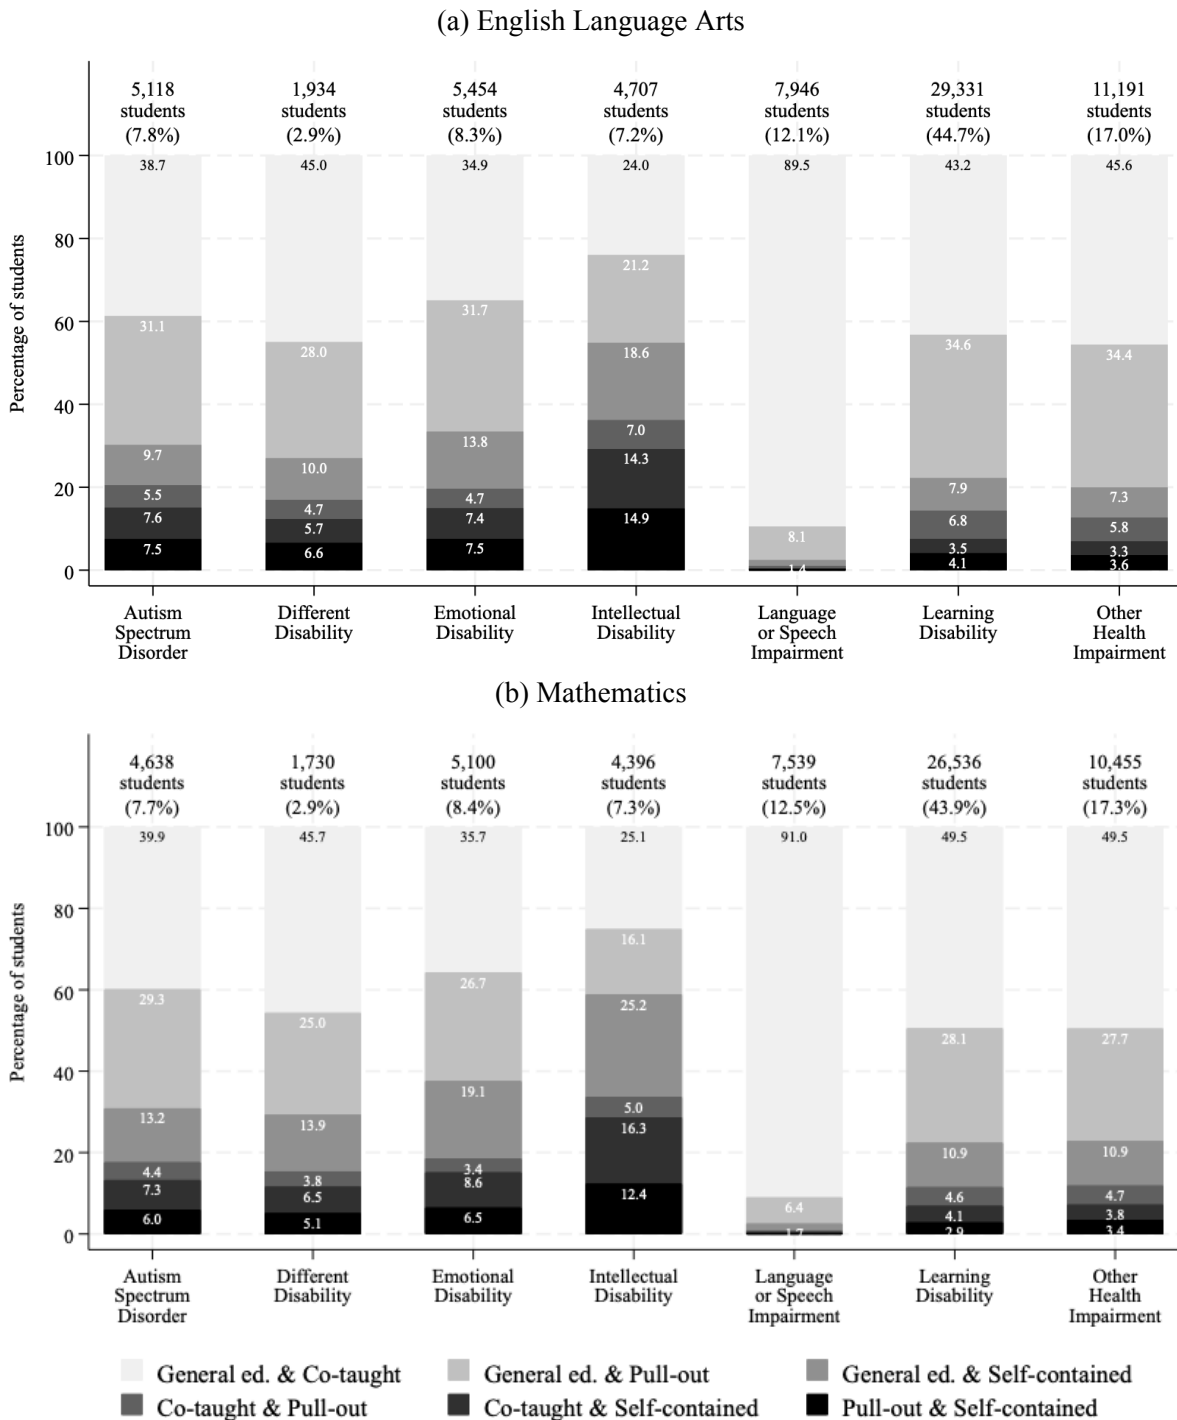 (a) English Language Arts
5,118 1,934 5,454 4,707 7,946 29,331 11,191
students students students students students students students
(7.8%) (2.9%) (8.3%) (7.2%) (12.1%) (44.7%) (17.0%)
100
38.7 45.0 34.9 24.0 89.5 43.2 45.6
80
21.2
60
31.7
31.1
34.6
28.0 18.6 34.4
Percentage of students
40
7.0
13.8
14.3
9.7
10.0
20
7.9
5.5 4.7 7.3
4.7 6.8
7.6 7.4 14.9 5.8
5.7
8.1
7.5 6.6 7.5 3.5 3.3
4.1 3.6
1.4
0
Autism Different Emotional Intellectual Language Learning Other
Spectrum Disability Disability Disability or Speech Disability Health
Disorder Impairment Impairment
(b) Mathematics
4,638 1,730 5,100 4,396 7,539 26,536 10,455
students students students students students students students
(7.7%) (2.9%) (8.4%) (7.3%) (12.5%) (43.9%) (17.3%)
100
39.9 45.7 35.7 25.1 91.0 49.5 49.5
80
16.1
26.7
60
29.3 25.2
25.0
28.1 27.7
Percentage of students
40
19.1
5.0
13.2
13.9 16.3
20
10.9 10.9
4.4 3.4
3.8 4.6 4.7
7.3 8.6
6.5 12.4
6.4 4.1 3.8
6.0 5.1 6.5
2.9 3.4
1.7
0
Autism Different Emotional Intellectual Language Learning Other
Spectrum Disability Disability Disability or Speech Disability Health
Disorder Impairment Impairment
General ed. & Co-taught General ed. & Pull-out General ed. & Self-contained
Co-taught & Pull-out Co-taught & Self-contained Pull-out & Self-contained